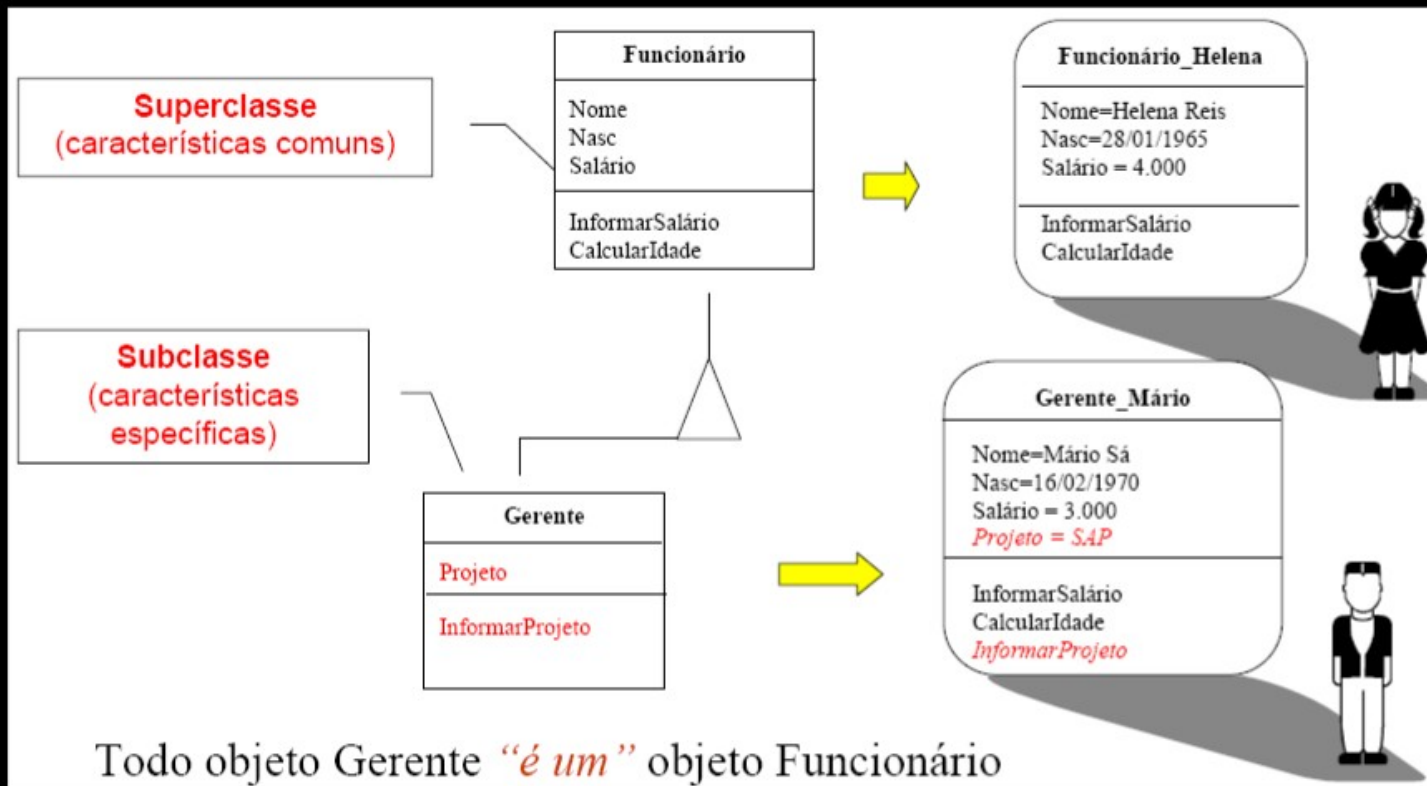 Superclasse
(características comuns)
Funcionário
Nome
Nasc
Salário
InformarSalário
CalcularIdade
Funcionário_Helena
Nome=Helena Reis
Nasc=28/01/1965
Salário = 4.000
InformarSalário
CalcularIdade
Subclasse
(características
específicas)
Gerente
Projeto
InformarProjeto
Gerente_Mário
Nome=Mário Sá
Nasc=16/02/1970
Salário = 3.000
Projeto = SAP
InformarSalário
CalcularIdade
InformarProjeto
Todo objeto Gerente “é um” objeto Funcionário